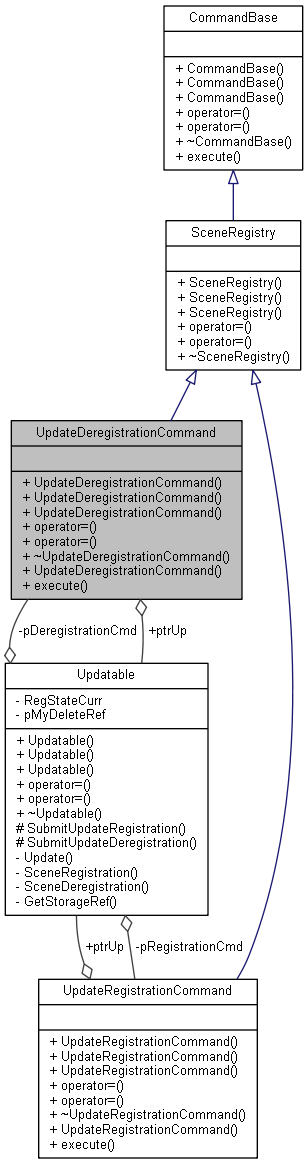 CommandBase
+ CommandBase()
+ CommandBase()
+ CommandBase()
+ operator=()
+ operator=()
+ ~CommandBase()
+ execute()
SceneRegistry
+ SceneRegistry()
+ SceneRegistry()
+ SceneRegistry()
+ operator=()
+ operator=()
+ ~SceneRegistry()
UpdateDeregistrationCommand
+ UpdateDeregistrationCommand()
+ UpdateDeregistrationCommand()
+ UpdateDeregistrationCommand()
+ operator=()
+ operator=()
+ ~UpdateDeregistrationCommand()
+ UpdateDeregistrationCommand()
+ execute()
-pDeregistrationCmd
+ptrUp
Updatable
- RegStateCurr
- pMyDeleteRef
+ Updatable()
+ Updatable()
+ Updatable()
+ operator=()
+ operator=()
+ ~Updatable()
# SubmitUpdateRegistration()
# SubmitUpdateDeregistration()
- Update()
- SceneRegistration()
- SceneDeregistration()
- GetStorageRef()
+ptrUp
-pRegistrationCmd
UpdateRegistrationCommand
+ UpdateRegistrationCommand()
+ UpdateRegistrationCommand()
+ UpdateRegistrationCommand()
+ operator=()
+ operator=()
+ ~UpdateRegistrationCommand()
+ UpdateRegistrationCommand()
+ execute()